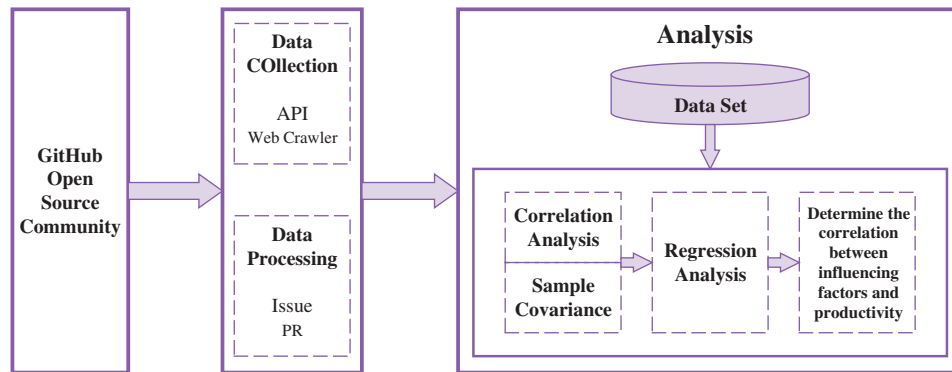 GitHub
Open
Source
Community
Data
COllection
API
Web Crawler
Data
Processing
Issue
PR
Analysis
Data Set
Correlation
Analysis
Sample
Covariance
Regression
Analysis
Determine the
correlation
between
influencing
factors and
productivity